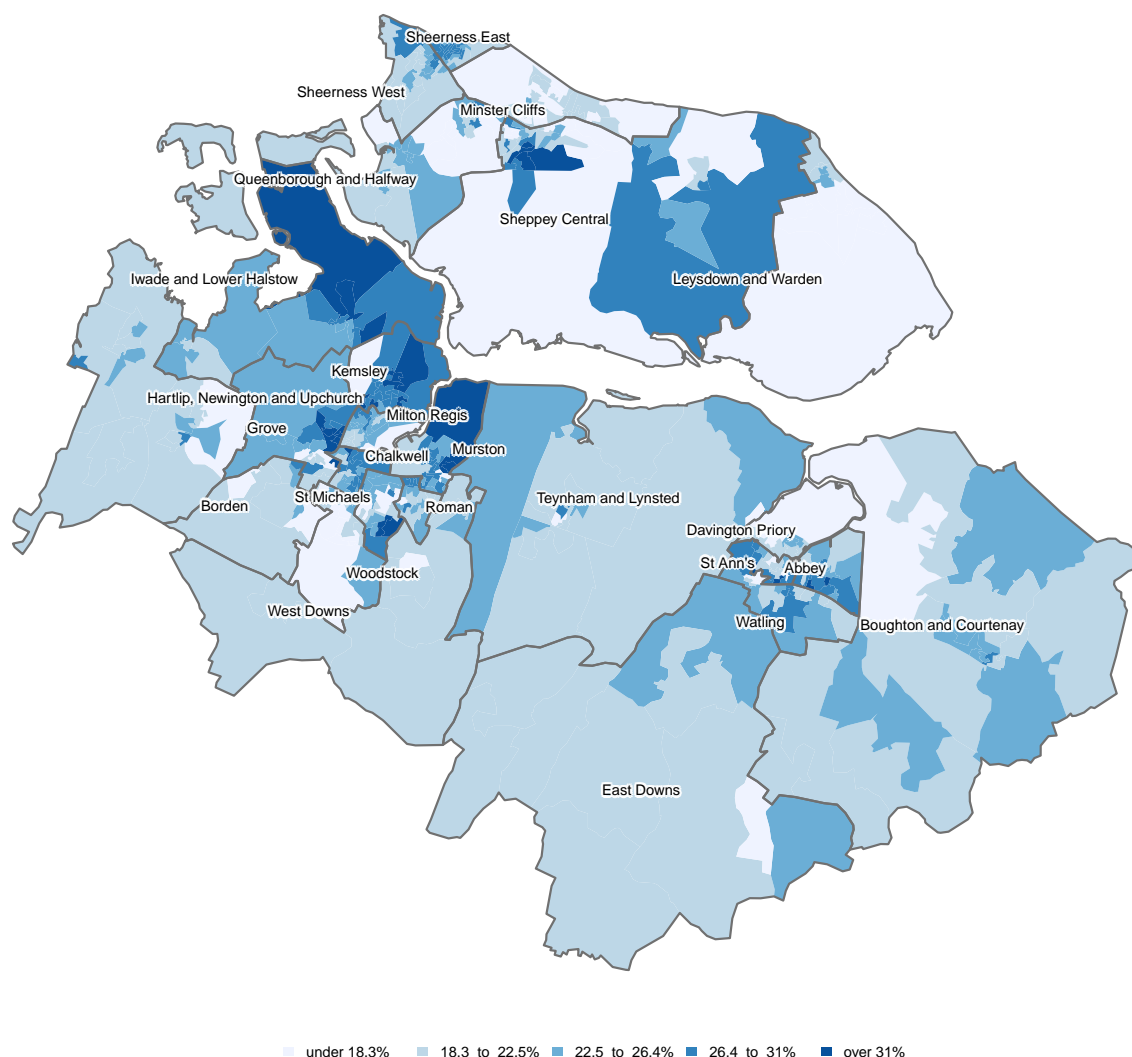 Sheerness East
Sheerness West
Minster Cliffs
Queenborough and Halfway
Sheppey Central
Iwade and Lower Halstow
Leysdown and Warden
Kemsley
Hartlip, Newington and Upchurch
Milton Regis
Grove
Murston
Chalkwell
St Michaels
Teynham and Lynsted
Borden
Roman
Davington Priory
St Ann's
Abbey
Woodstock
West Downs
Watling
Boughton and Courtenay
East Downs
under 18.3% 18.3 to 22.5% 22.5 to 26.4% 26.4 to 31% over 31%